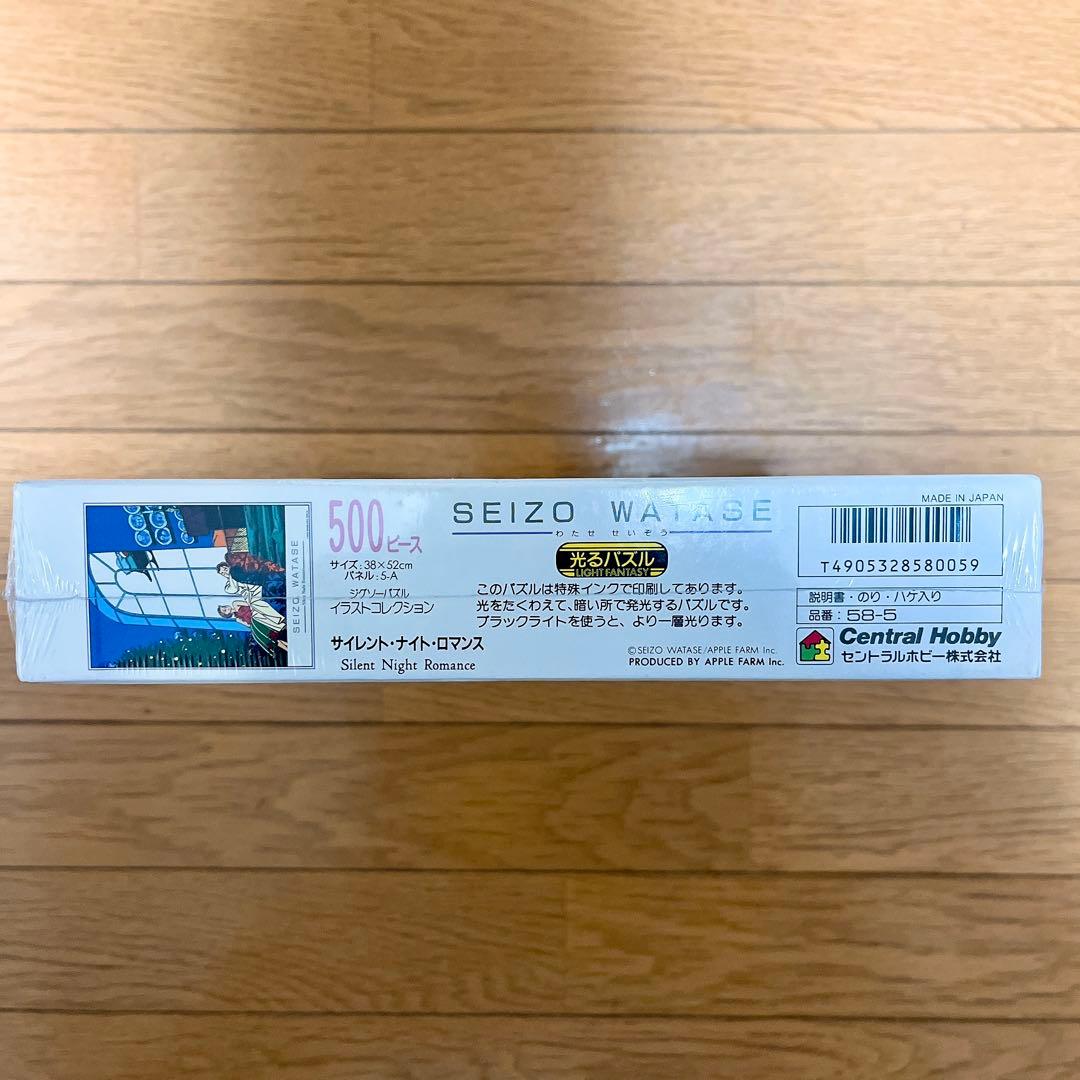 SEIZO WATASE
500ピース
サイズ:38×52cm
パネル:5-A
ジグソーパズル
イラストコレクション
サイレント・ナイト・ロマンス
Silent Night Romance
SEIZO WATASE
わたせ せいぞう
光るパズル
LIGHT FANTASY
このパズルは特殊インクで印刷してあります。
光をたくわえて、暗い所で発光するパズルです。
ブラックライトを使うと、より一層光ります。
©SEIZO WATASE/APPLE FARM Inc.
PRODUCED BY APPLE FARM Inc.
MADE IN JAPAN
T4905328580059
説明書・のり・ハケ入り
品番:58-5
Central Hobby
セントラルホビー株式会社